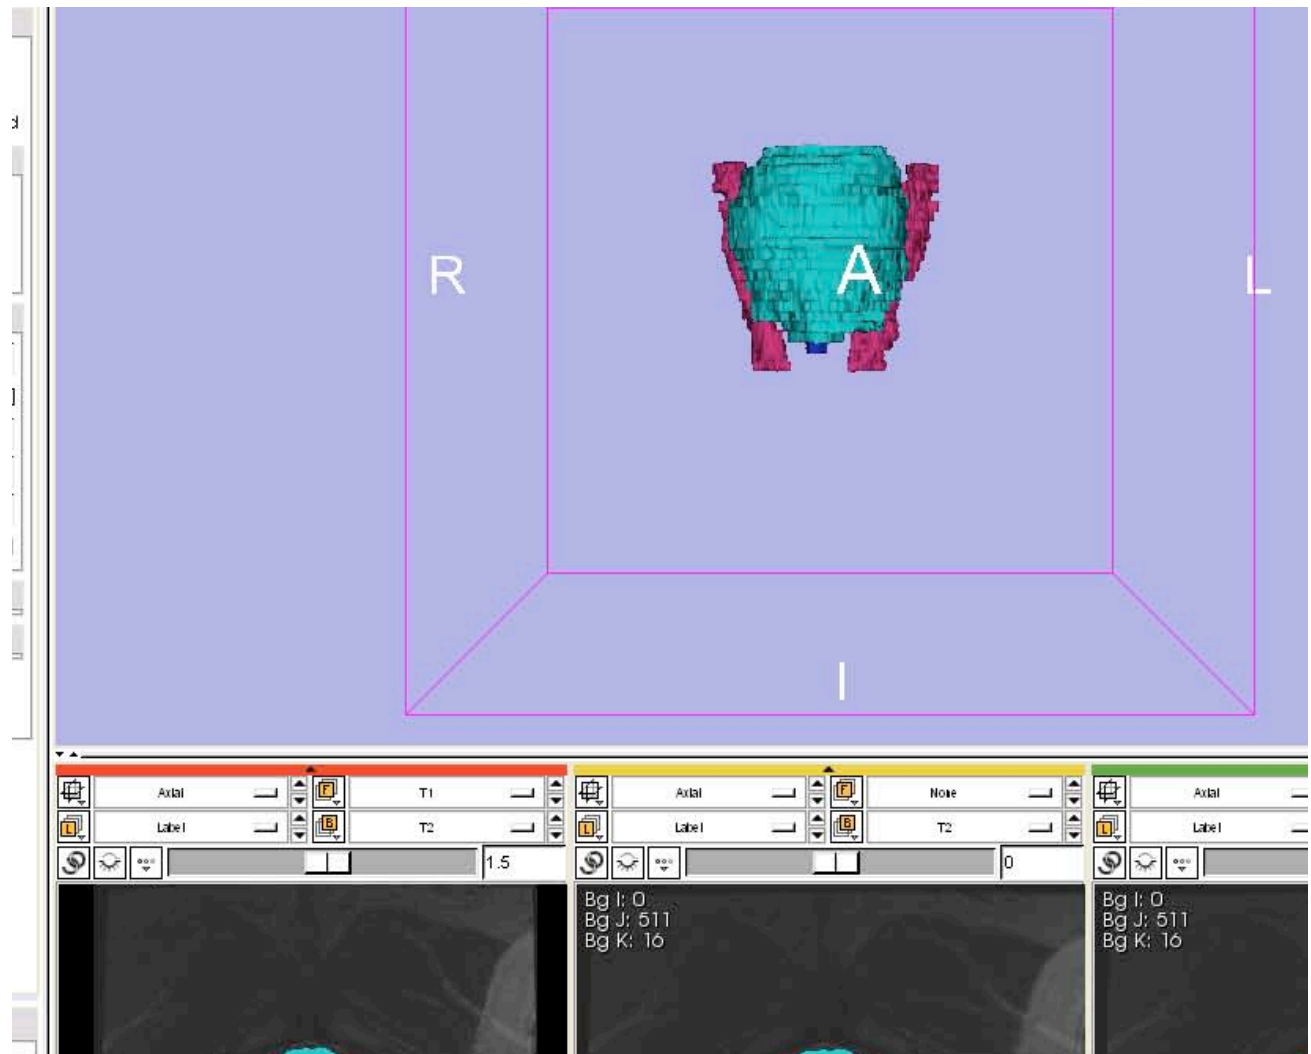 d
R
A
L
I
Axial
F
T1
L
Label
B
T2
1.5
Axial
F
None
L
Label
B
T2
0
Axial
L
Label
Bg I: 0
Bg J: 511
Bg K: 16
Bg I: 0
Bg J: 511
Bg K: 16